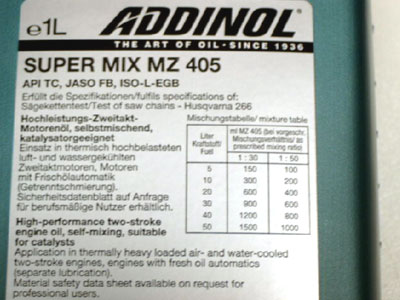 e1L
ADDINOL
THE ART OF OIL - SINCE 1936
SUPER MIX MZ 405
API TC, JASO FB, ISO-L-EGB
Erfüllt die Spezifikationen/fulfils specifications of:
Sägekettentest/Test of saw chains - Husqvarna 266
Hochleistungs-Zweitakt-
Motorenöl, selbstmischend,
katalysatorgeeignet
Einsatz in thermisch hochbelasteten
luft- und wassergekühlten
Zweitaktmotoren, Motoren
mit Frischölautomatik
(Getrenntschmierung).
Sicherheitsdatenblatt auf Anfrage
für berufsmäßige Nutzer erhältlich.
High-performance two-stroke
engine oil, self-mixing, suitable
for catalysts
Application in thermally heavy loaded air- and water-cooled
two-stroke engines, engines with fresh oil automatics
(separate lubrication).
Material safety data sheet available on request for
professional users.
Mischungstabelle/ mixture table
Liter Kraftstoff/ Fuel
ml MZ 405 (bei vorgeschr.
Mischungsverhältnis/ as
prescribed mixing ratio)
1 : 30 1 : 50
5 150 100
10 300 200
20 600 400
30 900 600
40 1200 800
50 1500 1000